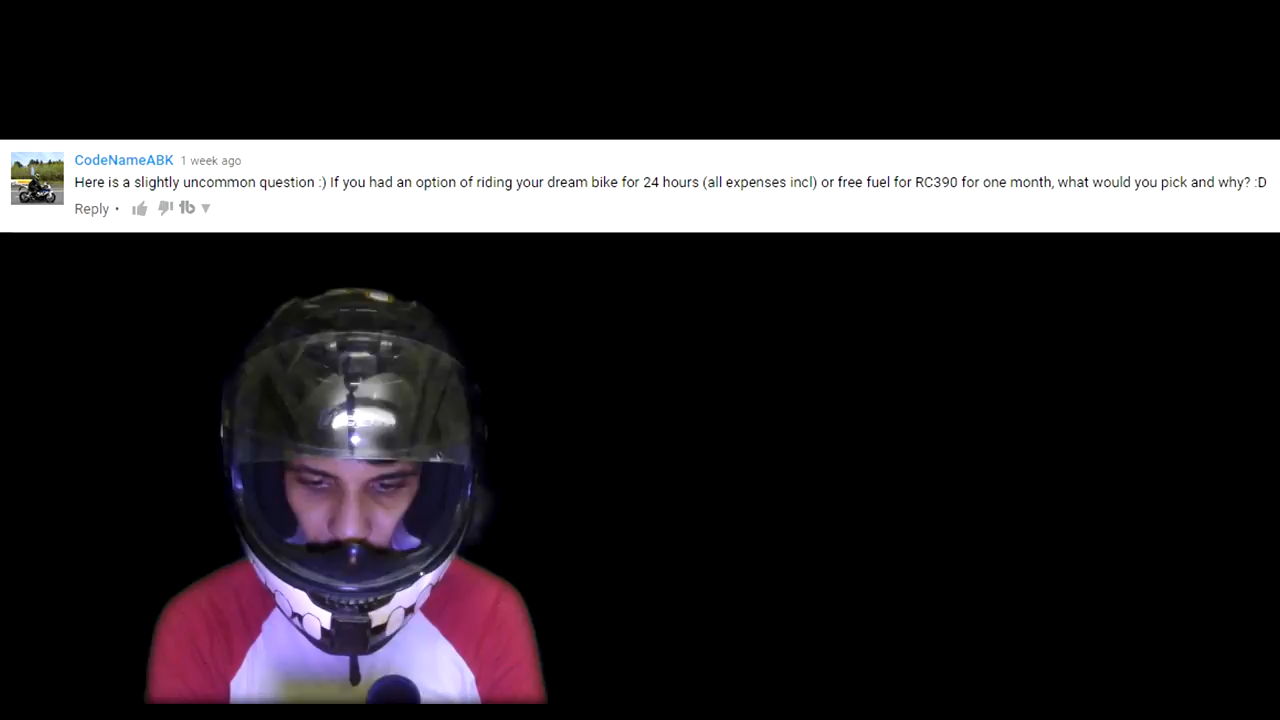 CodeNameABK 1 week ago
Here is a slightly uncommon question :) If you had an option of riding your dream bike for 24 hours (all expenses incl) or free fuel for RC390 for one month, what would you pick and why? :D
Reply •